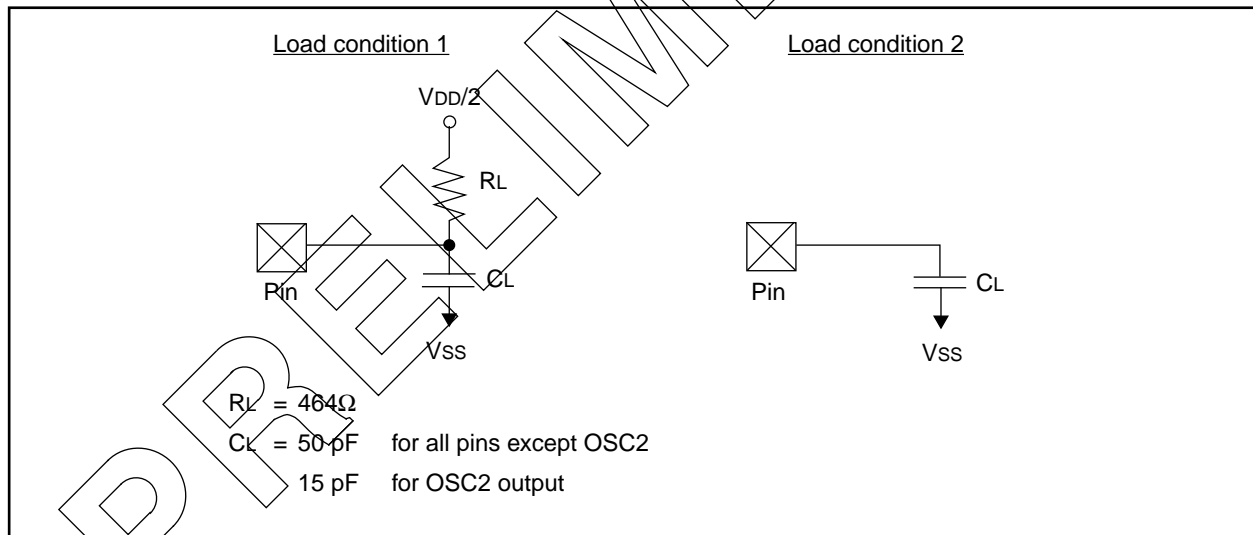 Load condition 1
Load condition 2
VDD/2
RL
Pin
CL
VSS
Pin
CL
VSS
RL = 464Ω
CL = 50 pF for all pins except OSC2
15 pF for OSC2 output
PRELIM